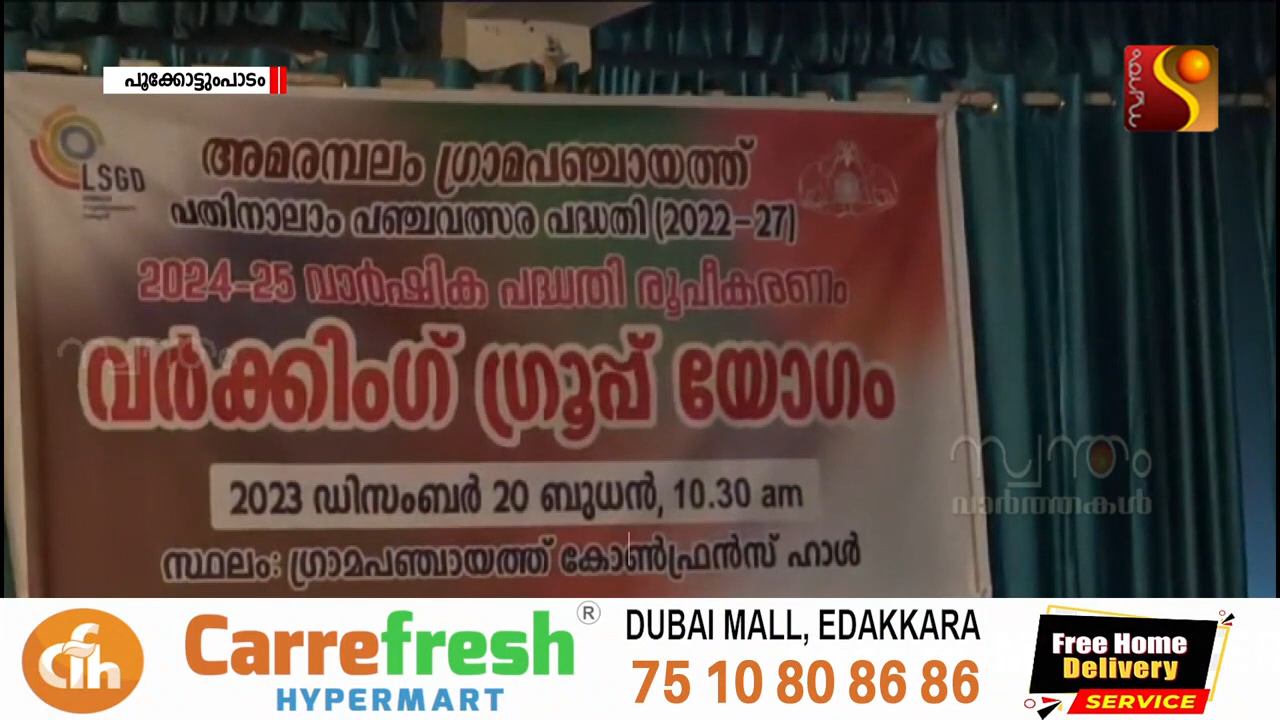 പൂക്കോട്ടുംപാടം
സ്വന്തം
LSGD
അമരമ്പലം ഗ്രാമപഞ്ചായത്ത്
പതിനാലാം പഞ്ചവത്സര പദ്ധതി (2022-27)
2024-25 വാർഷിക പദ്ധതി രൂപീകരണം
വർക്കിംഗ് ഗ്രൂപ്പ് യോഗം
2023 ഡിസംബർ 20 ബുധൻ, 10.30 am
സ്ഥലം: ഗ്രാമപഞ്ചായത്ത് കോൺഫ്രൻസ് ഹാൾ
സ്വന്തം
വാർത്തകൾ
cfh
Carrefresh ®
HYPERMART
DUBAI MALL, EDAKKARA
75 10 80 86 86
Free Home
Delivery
SERVICE